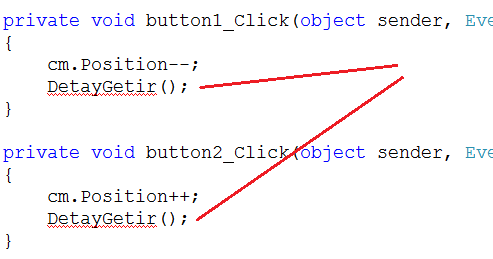 private void button1_Click(object sender, Eve
{
cm.Position--;
DetayGetir();
}
private void button2_Click(object sender, Eve
{
cm.Position++;
DetayGetir();
}